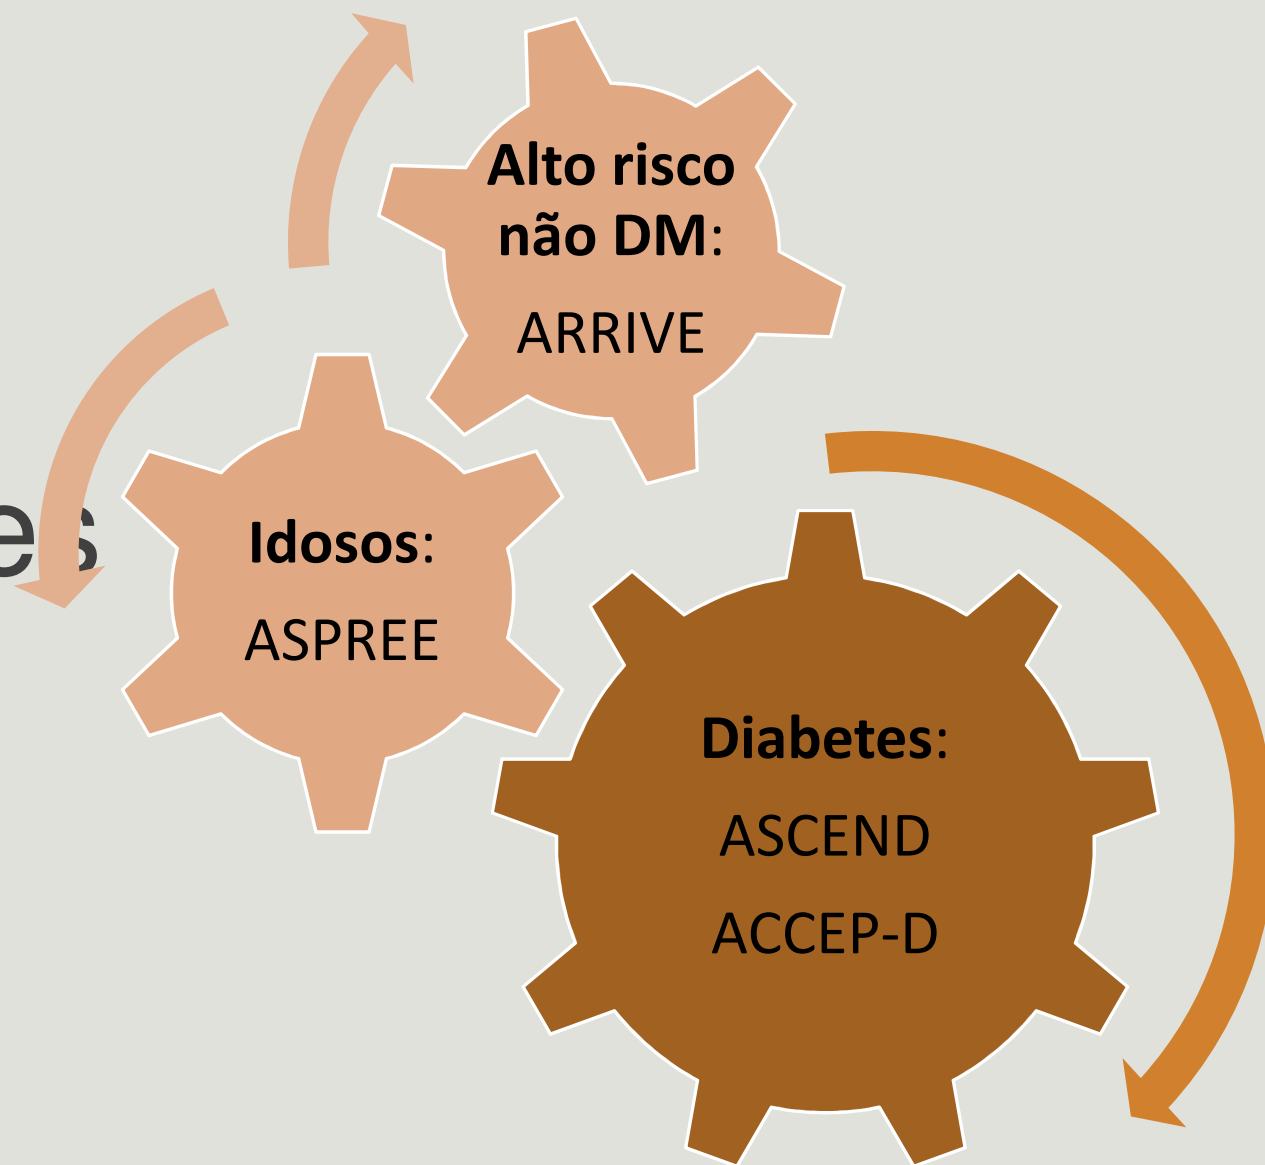 Alto risco
não DM:
ARRIVE
Idosos:
ASPREE
Diabetes:
ASCEND
ACCEP-D